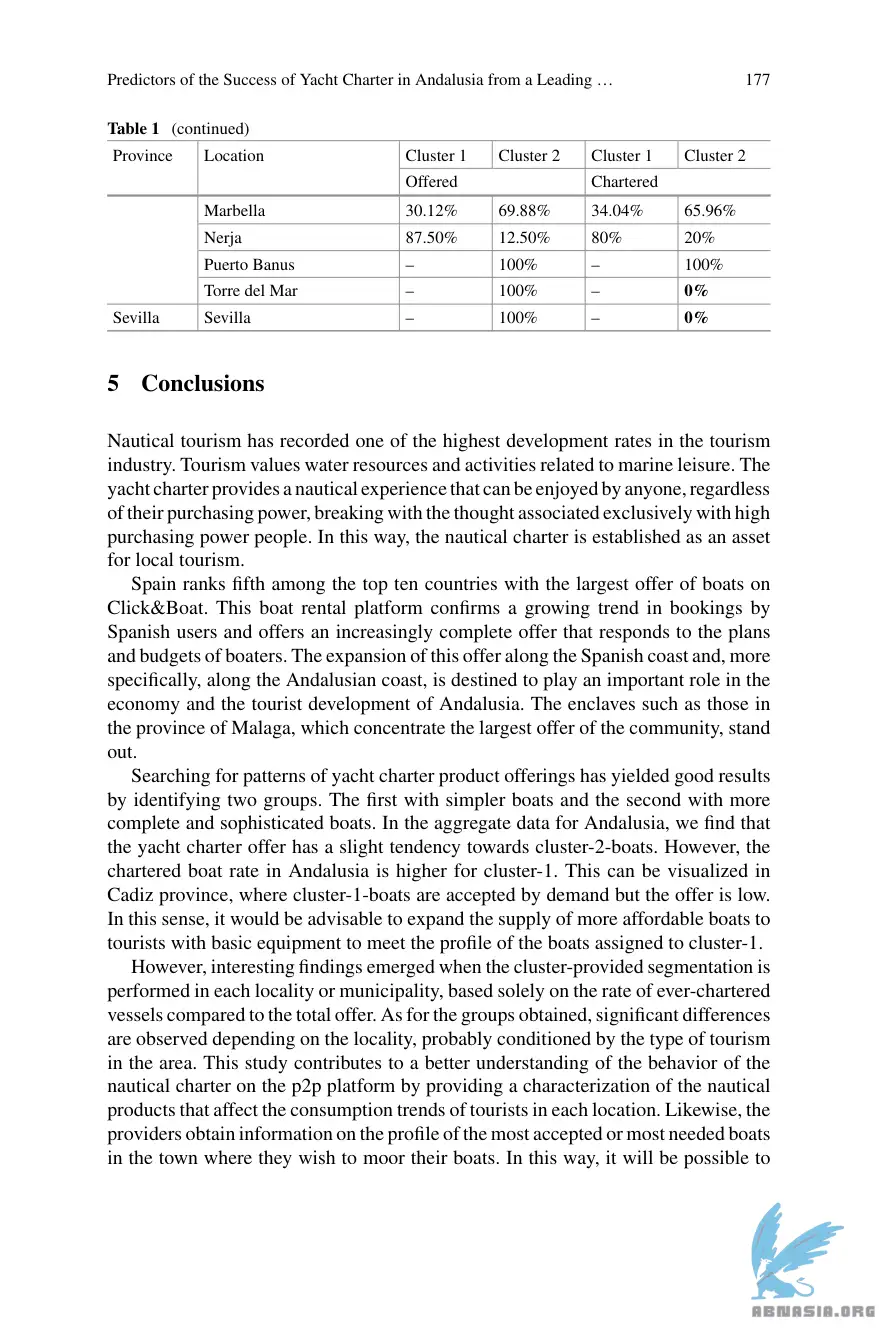 Predictors of the Success of Yacht Charter in Andalusia from a Leading … 177
Table 1 (continued)
Province Location Cluster 1 Cluster 2 Cluster 1 Cluster 2
Offered Chartered
Marbella 30.12% 69.88% 34.04% 65.96%
Nerja 87.50% 12.50% 80% 20%
Puerto Banus – 100% – 100%
Torre del Mar – 100% – 0%
Sevilla Sevilla – 100% – 0%
5 Conclusions
Nautical tourism has recorded one of the highest development rates in the tourism
industry. Tourism values water resources and activities related to marine leisure. The
yacht charter provides a nautical experience that can be enjoyed by anyone, regardless
of their purchasing power, breaking with the thought associated exclusively with high
purchasing power people. In this way, the nautical charter is established as an asset
for local tourism.
Spain ranks fifth among the top ten countries with the largest offer of boats on
Click&Boat. This boat rental platform confirms a growing trend in bookings by
Spanish users and offers an increasingly complete offer that responds to the plans
and budgets of boaters. The expansion of this offer along the Spanish coast and, more
specifically, along the Andalusian coast, is destined to play an important role in the
economy and the tourist development of Andalusia. The enclaves such as those in
the province of Malaga, which concentrate the largest offer of the community, stand
out.
Searching for patterns of yacht charter product offerings has yielded good results
by identifying two groups. The first with simpler boats and the second with more
complete and sophisticated boats. In the aggregate data for Andalusia, we find that
the yacht charter offer has a slight tendency towards cluster-2-boats. However, the
chartered boat rate in Andalusia is higher for cluster-1. This can be visualized in
Cadiz province, where cluster-1-boats are accepted by demand but the offer is low.
In this sense, it would be advisable to expand the supply of more affordable boats to
tourists with basic equipment to meet the profile of the boats assigned to cluster-1.
However, interesting findings emerged when the cluster-provided segmentation is
performed in each locality or municipality, based solely on the rate of ever-chartered
vessels compared to the total offer. As for the groups obtained, significant differences
are observed depending on the locality, probably conditioned by the type of tourism
in the area. This study contributes to a better understanding of the behavior of the
nautical charter on the p2p platform by providing a characterization of the nautical
products that affect the consumption trends of tourists in each location. Likewise, the
providers obtain information on the profile of the most accepted or most needed boats
in the town where they wish to moor their boats. In this way, it will be possible to
ABNASIA.ORG